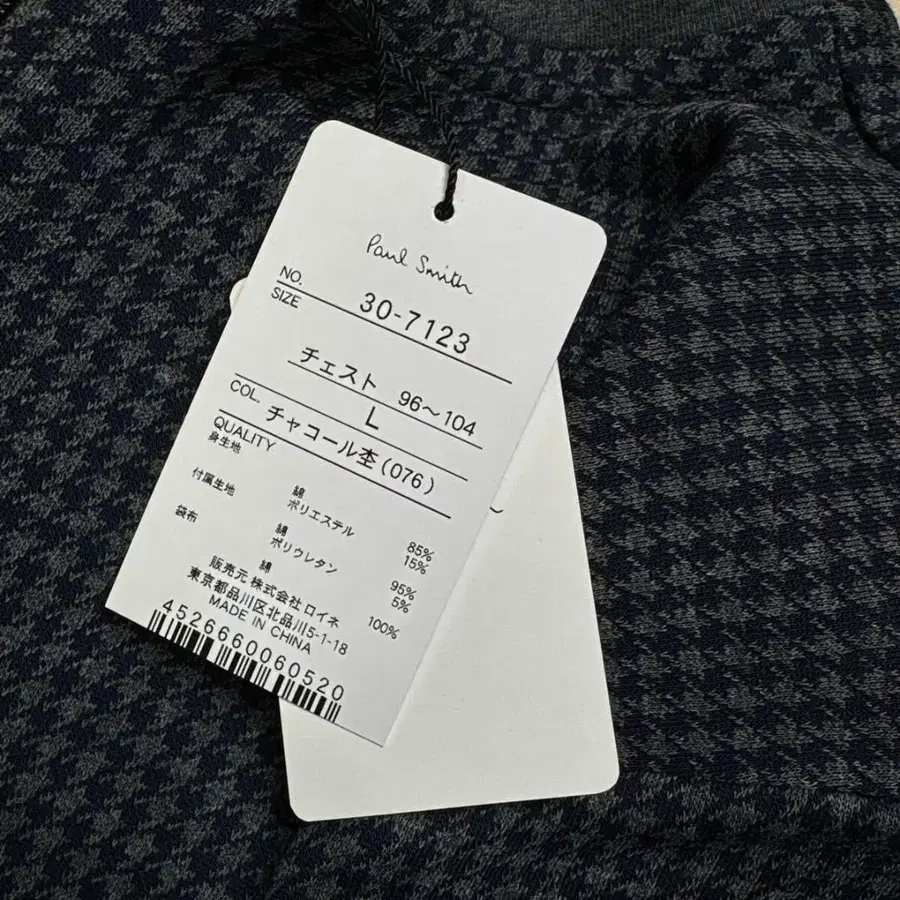 Paul Smith
NO. 30-7123
SIZE
チェスト 96～104
L
COL. チャコール杢(076)
QUALITY
身生地
綿 85%
ポリエステル 15%
付属生地
綿 95%
ポリウレタン 5%
袋布
綿 100%
販売元 株式会社 ロイネ
東京都品川区北品川5-1-18
MADE IN CHINA
4526660060520